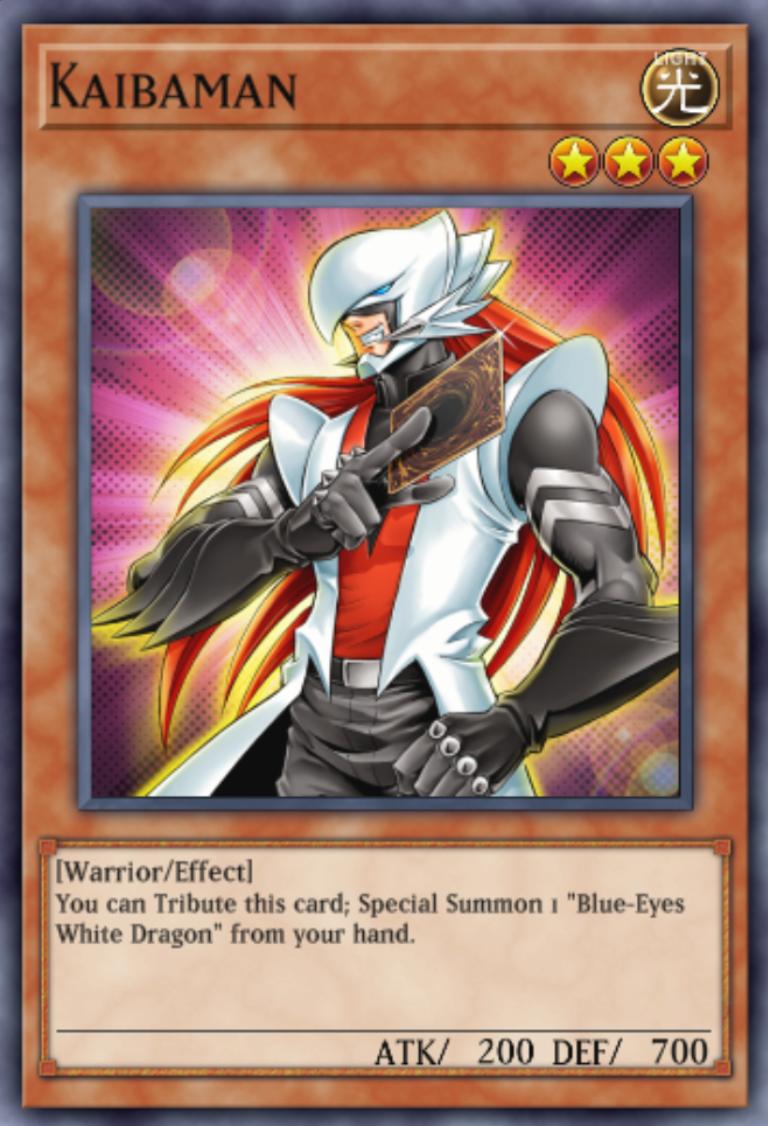 KAIBAMAN
LIGHT
光
[Warrior/Effect]
You can Tribute this card; Special Summon 1 "Blue-Eyes
White Dragon" from your hand.
ATK/ 200 DEF/ 700